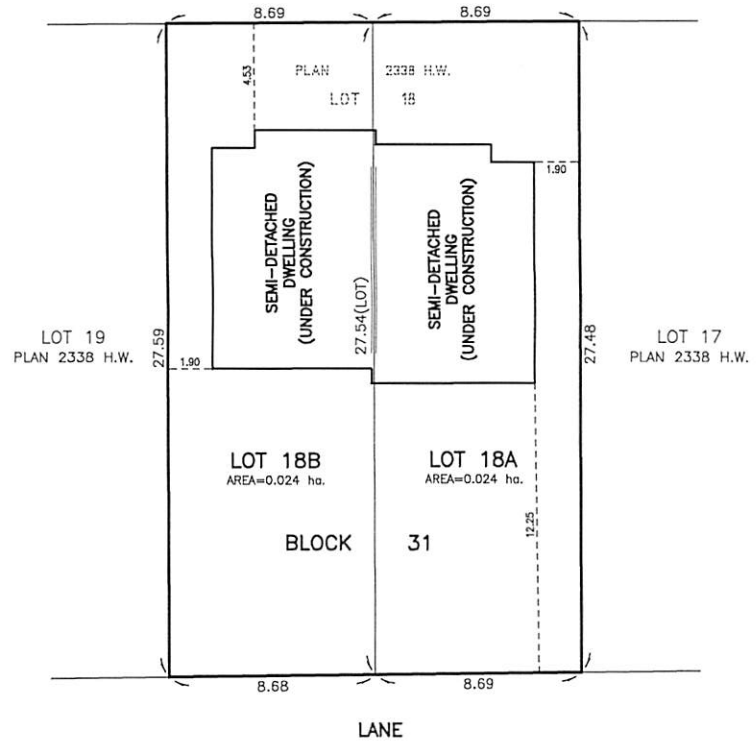 8.69 8.69
4.53
PLAN 2338 H.W.
LOT 18
1.90
SEMI-DETACHED
DWELLING
(UNDER CONSTRUCTION)
27.54(LOT)
SEMI-DETACHED
DWELLING
(UNDER CONSTRUCTION)
LOT 19
PLAN 2338 H.W.
27.59
27.48
LOT 17
PLAN 2338 H.W.
1.90
LOT 18B
AREA=0.024 ha.
LOT 18A
AREA=0.024 ha.
12.25
BLOCK 31
8.68 8.69
LANE